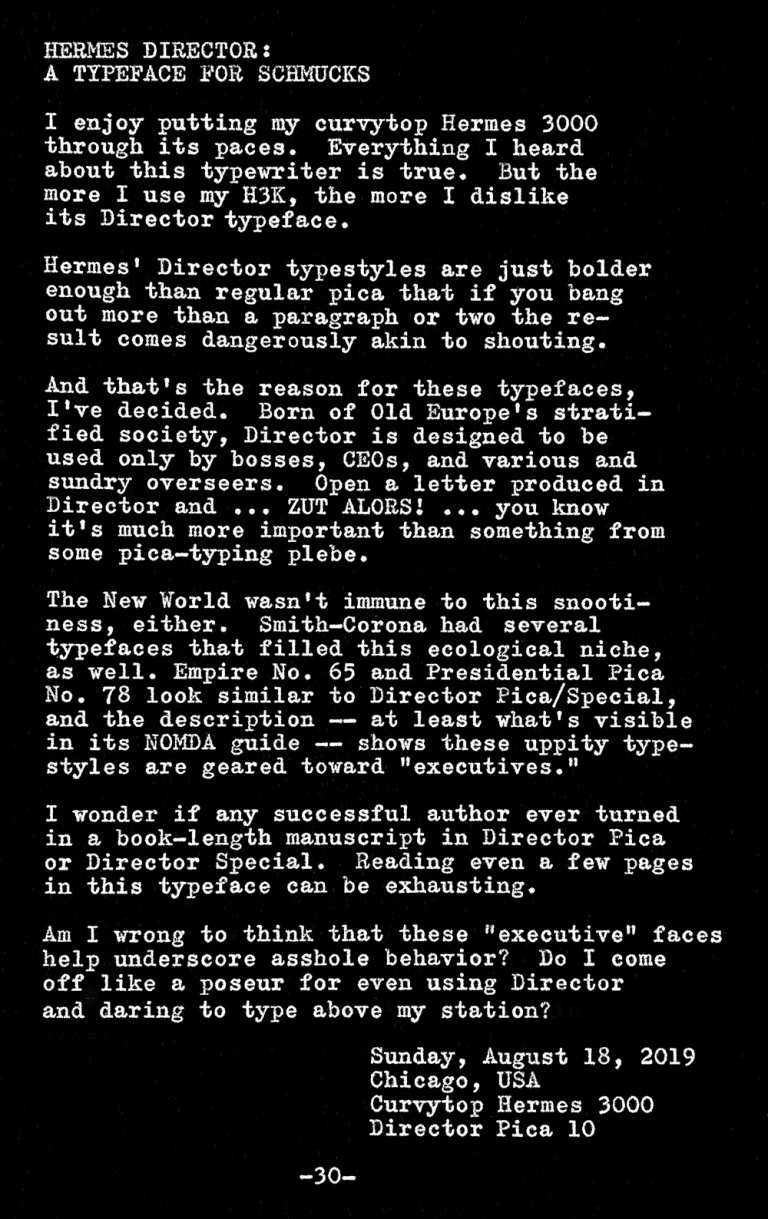 HERMES DIRECTOR:
A TYPEFACE FOR SCHMUCKS
I enjoy putting my curvytop Hermes 3000
through its paces. Everything I heard
about this typewriter is true. But the
more I use my H3K, the more I dislike
its Director typeface.
Hermes' Director typestyles are just bolder
enough than regular pica that if you bang
out more than a paragraph or two the re-
sult comes dangerously akin to shouting.
And that's the reason for these typefaces,
I've decided. Born of Old Europe's strati-
fied society, Director is designed to be
used only by bosses, CEOs, and various and
sundry overseers. Open a letter produced in
Director and ... ZUT ALORS! ... you know
it's much more important than something from
some pica-typing plebe.
The New World wasn't immune to this snooti-
ness, either. Smith-Corona had several
typefaces that filled this ecological niche,
as well. Empire No. 65 and Presidential Pica
No. 78 look similar to Director Pica/Special,
and the description -- at least what's visible
in its NOMDA guide -- shows these uppity type-
styles are geared toward "executives."
I wonder if any successful author ever turned
in a book-length manuscript in Director Pica
or Director Special. Reading even a few pages
in this typeface can be exhausting.
Am I wrong to think that these "executive" faces
help underscore asshole behavior? Do I come
off like a poseur for even using Director
and daring to type above my station?
Sunday, August 18, 2019
Chicago, USA
Curvytop Hermes 3000
Director Pica 10
-30-